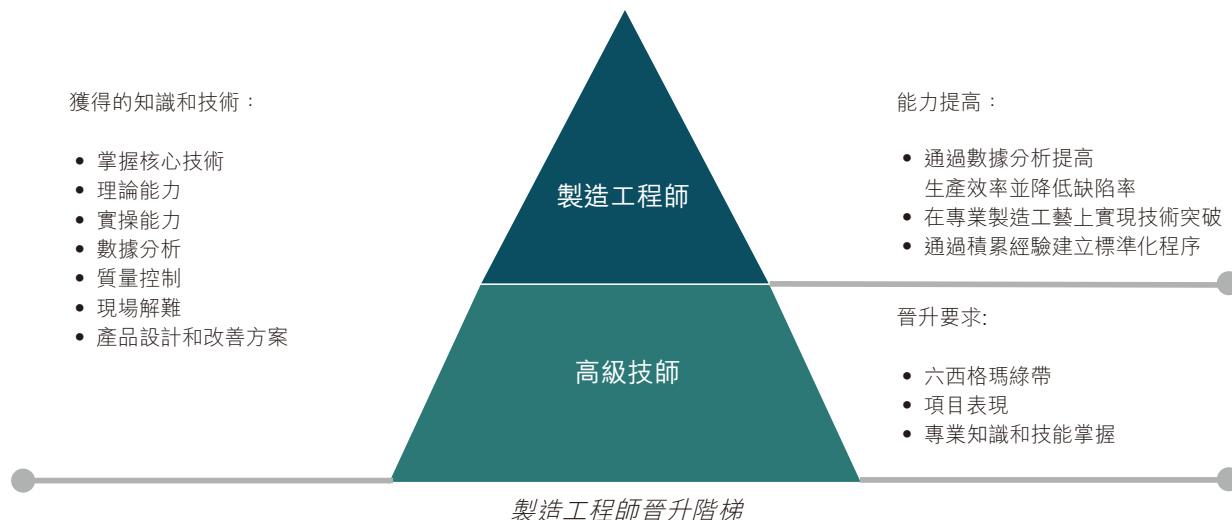 獲得的知識和技術：
• 掌握核心技術
• 理論能力
• 實操能力
• 數據分析
• 質量控制
• 現場解難
• 產品設計和改善方案
製造工程師
高級技師
能力提高：
• 通過數據分析提高
生產效率並降低缺陷率
• 在專業製造工藝上實現技術突破
• 通過積累經驗建立標準化程序
晉升要求:
• 六西格瑪綠帶
• 項目表現
• 專業知識和技能掌握
製造工程師晉升階梯